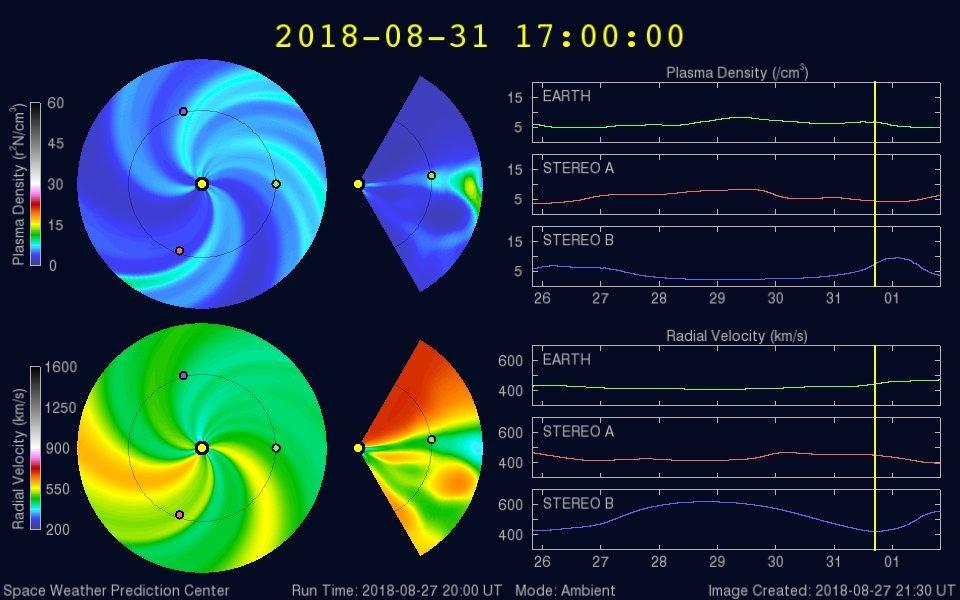 2018-08-31 17:00:00
Plasma Density (r²N/cm³)
60
45
30
15
0
Plasma Density (/cm³)
EARTH
15
5
STEREO A
15
5
STEREO B
15
5
26 27 28 29 30 31 01
Radial Velocity (km/s)
1600
1250
900
550
200
Radial Velocity (km/s)
EARTH
600
400
STEREO A
600
400
STEREO B
600
400
26 27 28 29 30 31 01
Space Weather Prediction Center Run Time: 2018-08-27 20:00 UT Mode: Ambient Image Created: 2018-08-27 21:30 UT